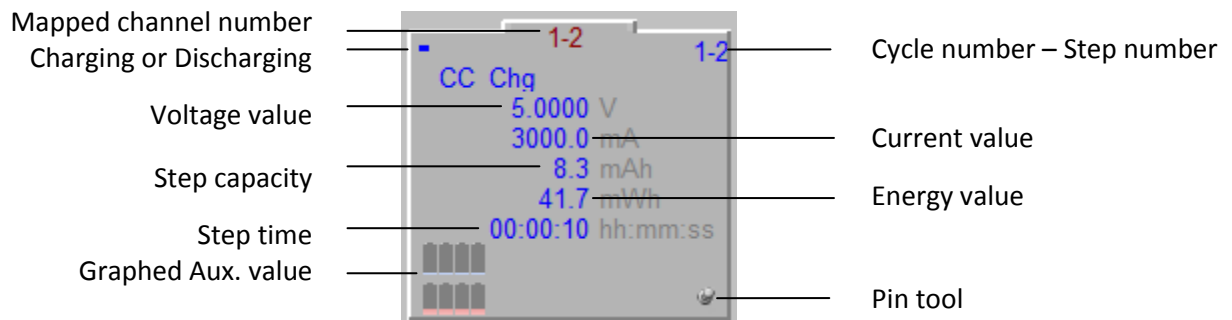 Mapped channel number
Charging or Discharging
Voltage value
Step capacity
Step time
Graphed Aux. value
1-2
1-2
CC Chg
5.0000 V
3000.0 mA
8.3 mAh
41.7 mWh
00:00:10 hh:mm:ss
Cycle number – Step number
Current value
Energy value
Pin tool